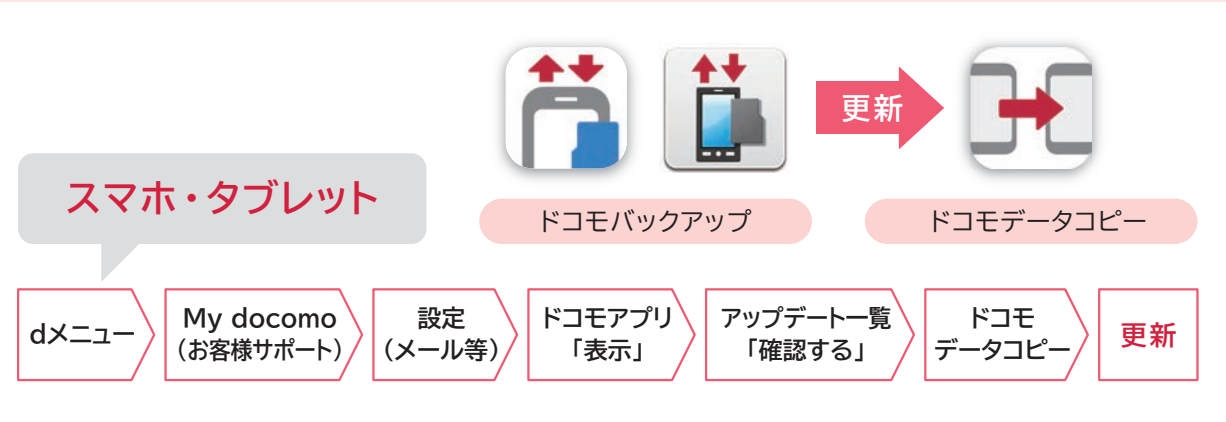 更新
スマホ・タブレット
ドコモバックアップ
ドコモデータコピー
dメニュー
My docomo
（お客様サポート）
設定
（メール等）
ドコモアプリ
「表示」
アップデート一覧
「確認する」
ドコモ
データコピー
更新